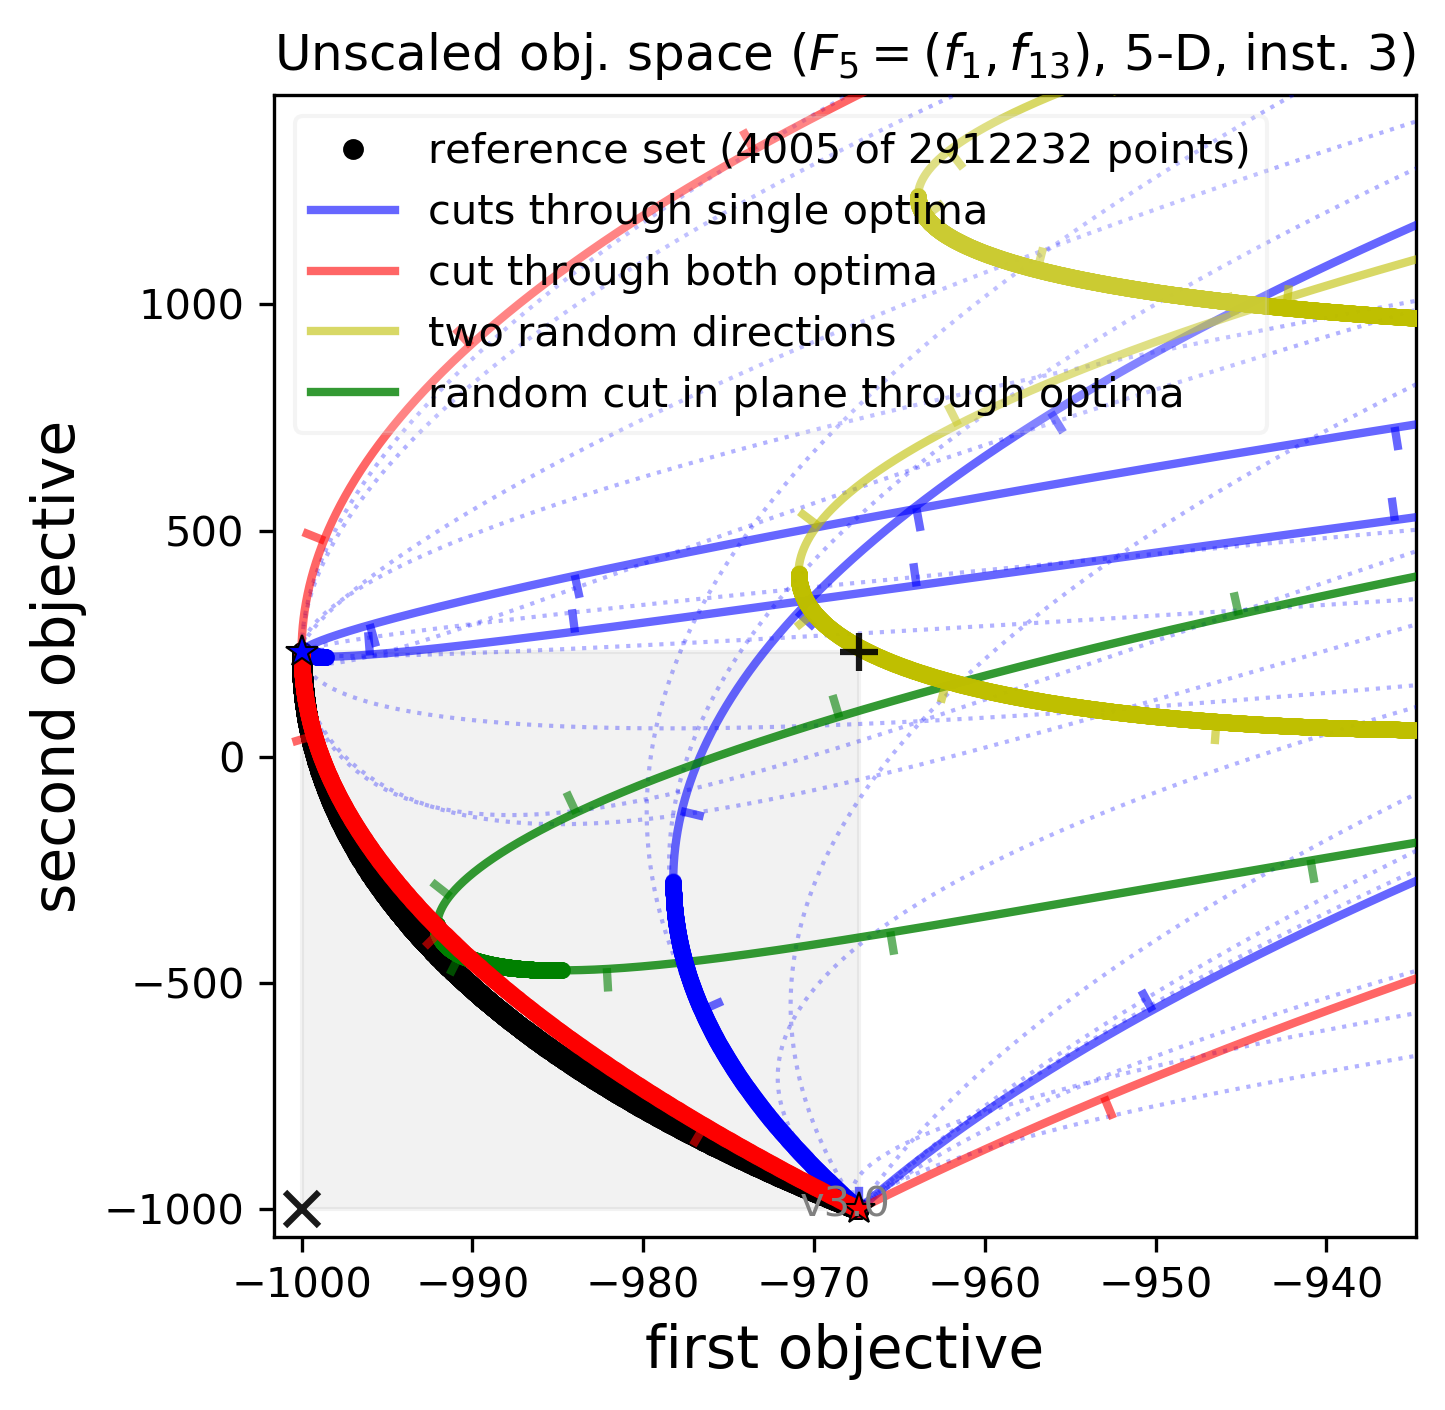 Unscaled obj. space (F5 = (f1, f13), 5-D, inst. 3)
reference set (4005 of 2912232 points)
cuts through single optima
cut through both optima
two random directions
random cut in plane through optima
second objective
1000
500
0
−500
−1000
v3.0
−1000 −990 −980 −970 −960 −950 −940
first objective